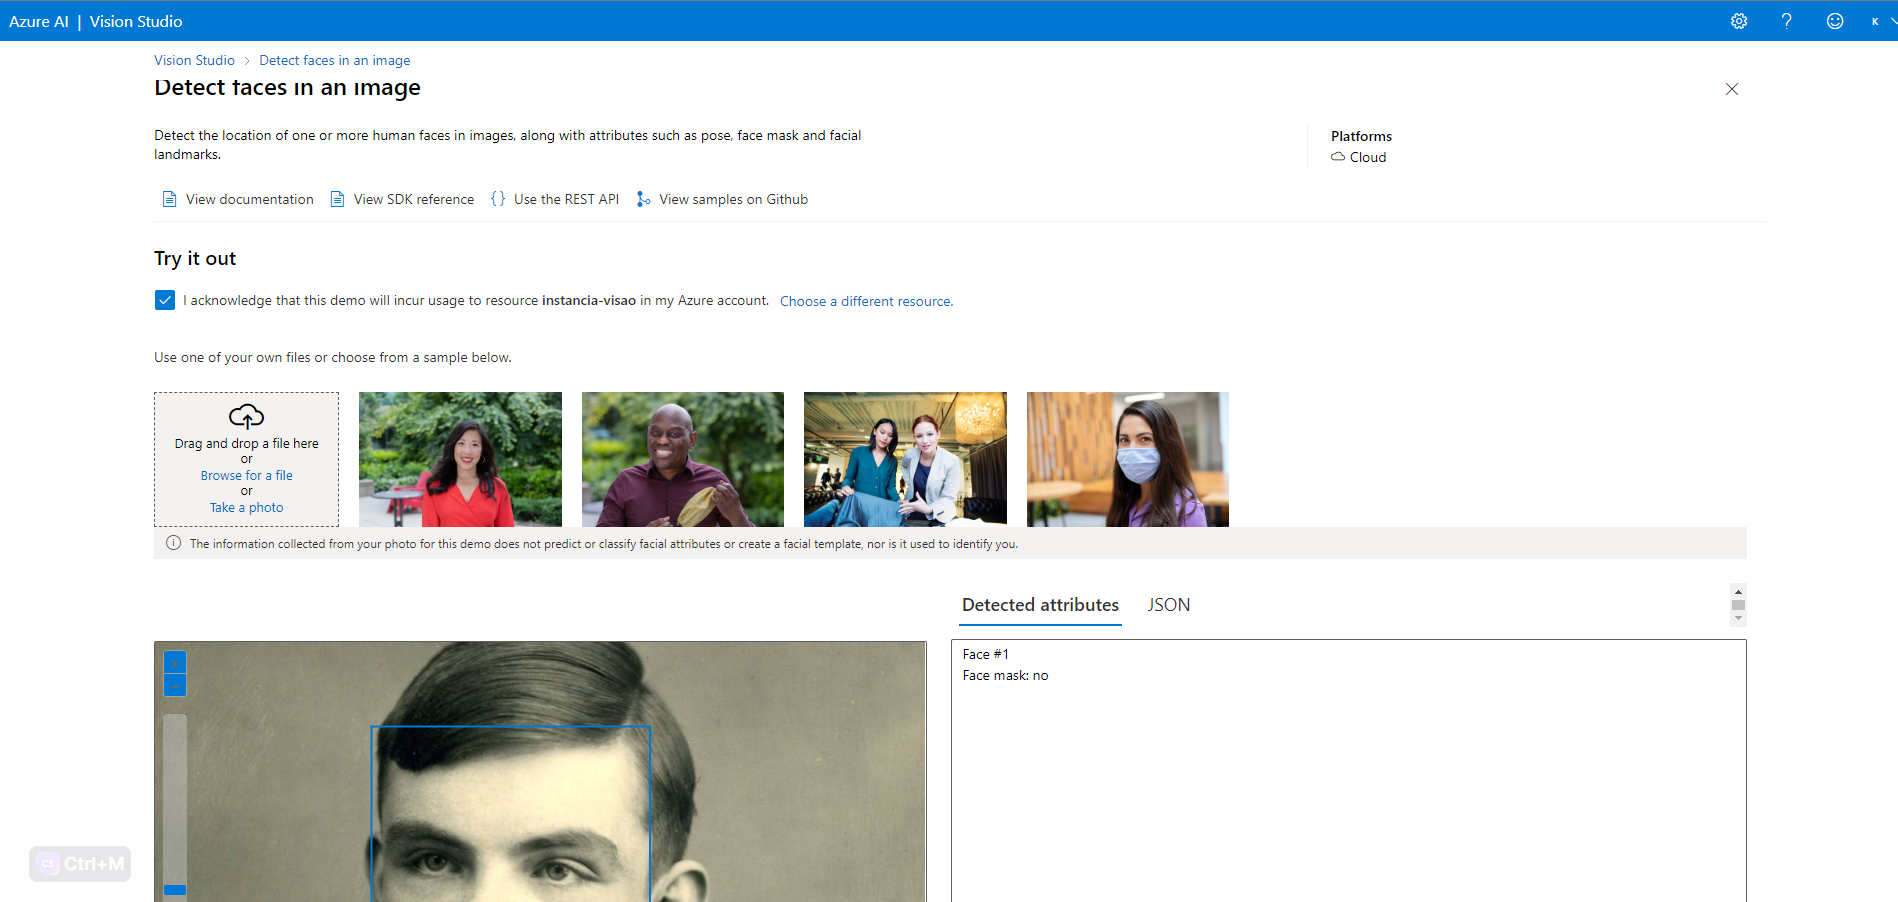 Azure AI | Vision Studio
K
Vision Studio > Detect faces in an image
Detect faces in an image
Detect the location of one or more human faces in images, along with attributes such as pose, face mask and facial
landmarks.
Platforms
Cloud
View documentation
View SDK reference
{} Use the REST API
View samples on Github
Try it out
I acknowledge that this demo will incur usage to resource instancia-visao in my Azure account. Choose a different resource.
Use one of your own files or choose from a sample below.
Drag and drop a file here
or
Browse for a file
or
Take a photo
The information collected from your photo for this demo does not predict or classify facial attributes or create a facial template, nor is it used to identify you.
Detected attributes
JSON
Face #1
Face mask: no
+
−
CS Ctrl+M